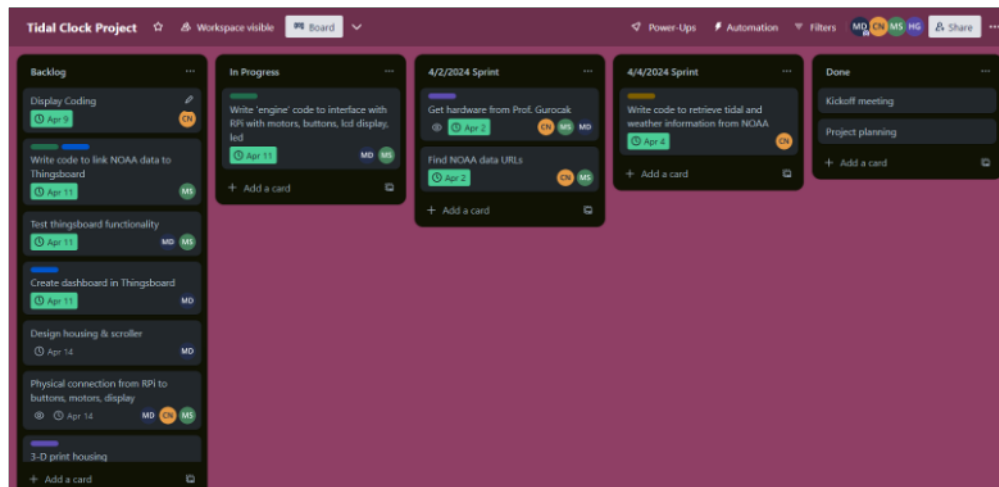 Tidal Clock Project
Workspace visible
Board
Power-Ups
Automation
Filters
MD
CN
MS
HG
Share
Backlog
Display Coding
Apr 9
CN
Write code to link NOAA data to
Thingsboard
Apr 11
MS
Test thingsboard functionality
Apr 11
MD MS
Create dashboard in Thingsboard
Apr 11
MD
Design housing & scroller
Apr 14
MD
Physical connection from RPi to
buttons, motors, display
Apr 14
MD CN MS
3-D print housing
+ Add a card
In Progress
Write 'engine' code to interface with
RPi with motors, buttons, lcd display,
led
Apr 11
MD MS
+ Add a card
4/2/2024 Sprint
Get hardware from Prof. Gurocak
Apr 2
CN MS MD
Find NOAA data URLs
Apr 2
CN MS
+ Add a card
4/4/2024 Sprint
Write code to retrieve tidal and
weather information from NOAA
Apr 4
CN
+ Add a card
Done
Kickoff meeting
Project planning
+ Add a card